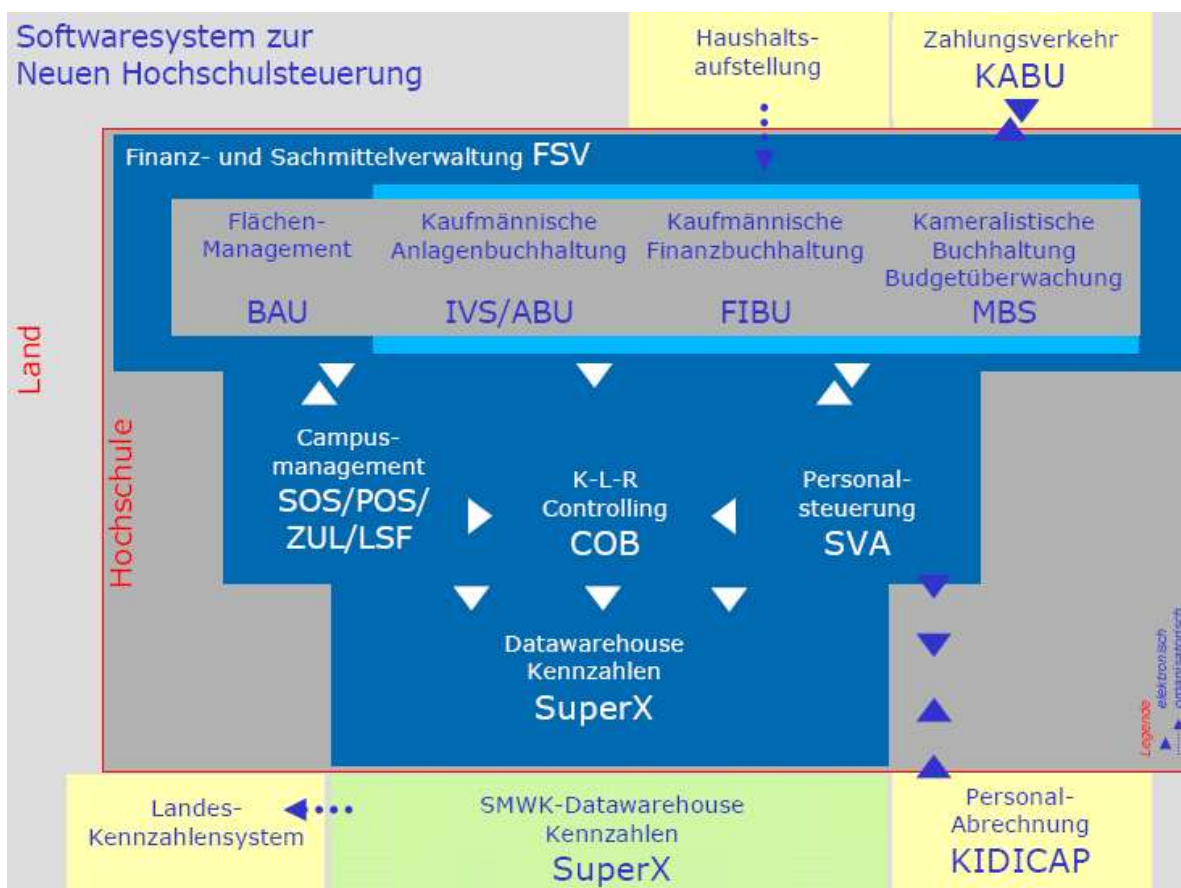 Softwaresystem zur
Neuen Hochschulsteuerung
Haushalts-
aufstellung
Zahlungsverkehr
KABU
Finanz- und Sachmittelverwaltung FSV
Flächen-
Management
BAU
Kaufmännische
Anlagenbuchhaltung
IVS/ABU
Kaufmännische
Finanzbuchhaltung
FIBU
Kameralistische
Buchhaltung
Budgetüberwachung
MBS
Land
Hochschule
Campus-
management
SOS/POS/
ZUL/LSF
K-L-R
Controlling
COB
Personal-
steuerung
SVA
Datawarehouse
Kennzahlen
SuperX
Legende
elektronisch
organisatorisch
Landes-
Kennzahlensystem
SMWK-Datawarehouse
Kennzahlen
SuperX
Personal-
Abrechnung
KIDICAP